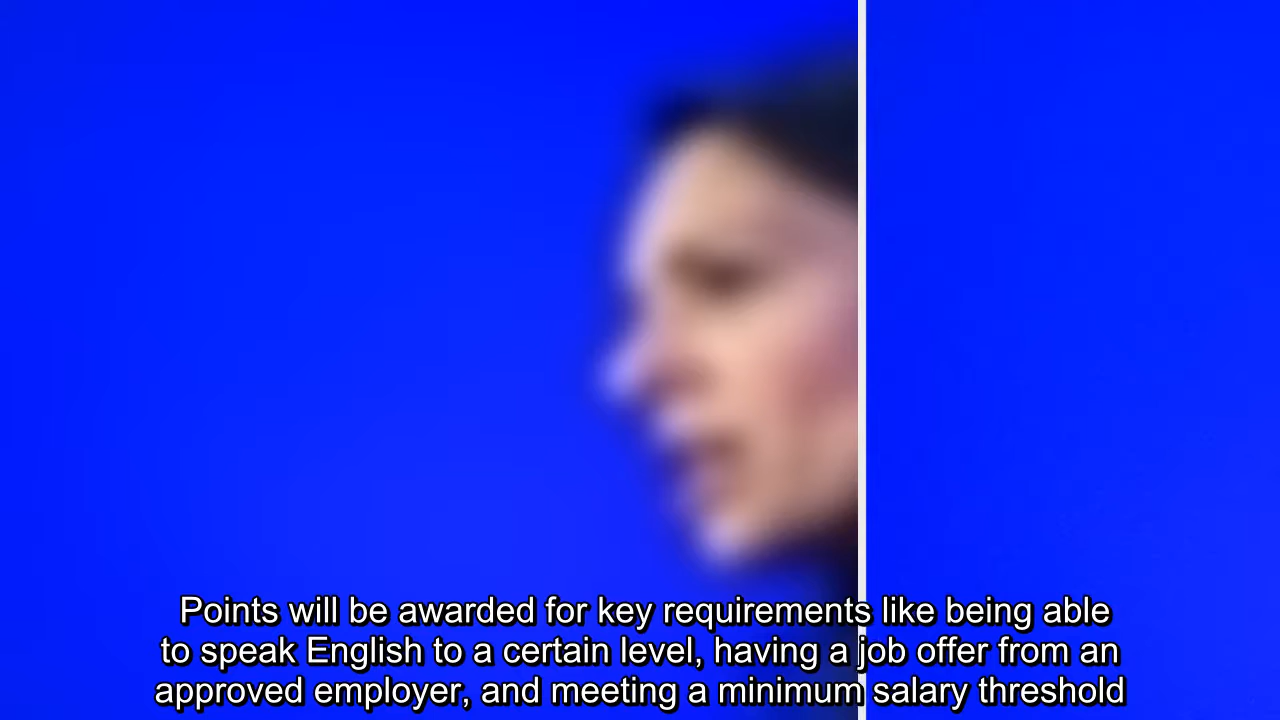 Points will be awarded for key requirements like being able
to speak English to a certain level, having a job offer from an
approved employer, and meeting a minimum salary threshold